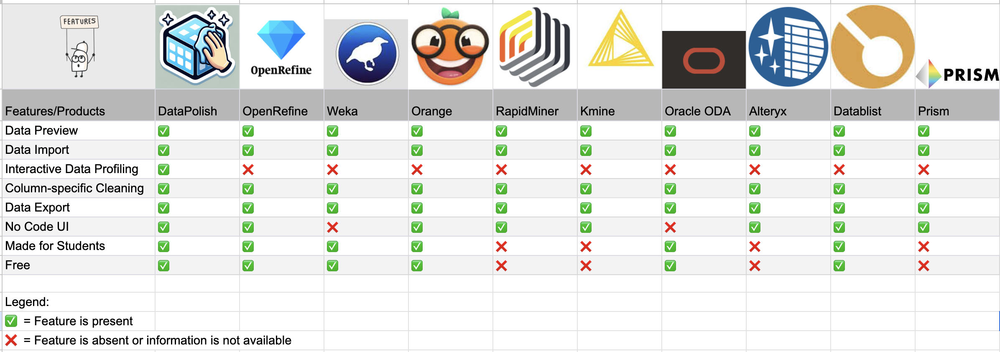 FEATURES
OpenRefine
PRISM
Features/Products DataPolish OpenRefine Weka Orange RapidMiner Kmine Oracle ODA Alteryx Datablist Prism
Data Preview ✅ ✅ ✅ ✅ ✅ ✅ ✅ ✅ ✅ ✅
Data Import ✅ ✅ ✅ ✅ ✅ ✅ ✅ ✅ ✅ ✅
Interactive Data Profiling ✅ ❌ ❌ ❌ ❌ ❌ ❌ ❌ ❌ ❌
Column-specific Cleaning ✅ ✅ ✅ ✅ ✅ ✅ ✅ ✅ ✅ ✅
Data Export ✅ ✅ ✅ ✅ ✅ ✅ ✅ ✅ ✅ ✅
No Code UI ✅ ✅ ❌ ✅ ✅ ✅ ❌ ✅ ✅ ✅
Made for Students ✅ ✅ ✅ ✅ ❌ ❌ ✅ ❌ ✅ ❌
Free ✅ ✅ ✅ ✅ ❌ ❌ ✅ ❌ ✅ ❌
Legend:
✅ = Feature is present
❌ = Feature is absent or information is not available